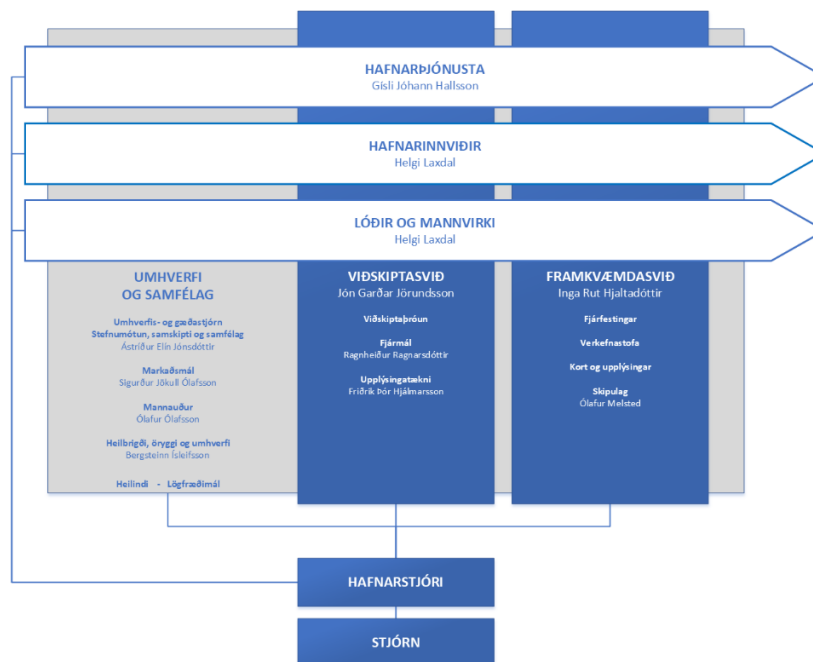 HAFNARÞJÓNUSTA
Gísli Jóhann Hallsson
HAFNARINNVIÐIR
Helgi Laxdal
LÓÐIR OG MANNVIRKI
Helgi Laxdal
UMHVERFI
OG SAMFÉLAG
Umhverfis- og gæðastjórn
Stefnumótun, samskipti og samfélag
Ástríður Elín Jónsdóttir
Markaðsmál
Sigurður Jökull Ólafsson
Mannauður
Ólafur Ólafsson
Heilbrigði, öryggi og umhverfi
Bergsteinn Ísleifsson
Heilindi - Lögfræðimál
VIÐSKIPTASVIÐ
Jón Garðar Jörundsson
Viðskiptaþróun
Fjármál
Ragnheiður Ragnarsdóttir
Upplýsingatækni
Friðrik Þór Hjálmarsson
FRAMKVÆMDASVIÐ
Inga Rut Hjaltadóttir
Fjárfestingar
Verkefnastofa
Kort og upplýsingar
Skipulag
Ólafur Melsted
HAFNARSTJÓRI
STJÓRN